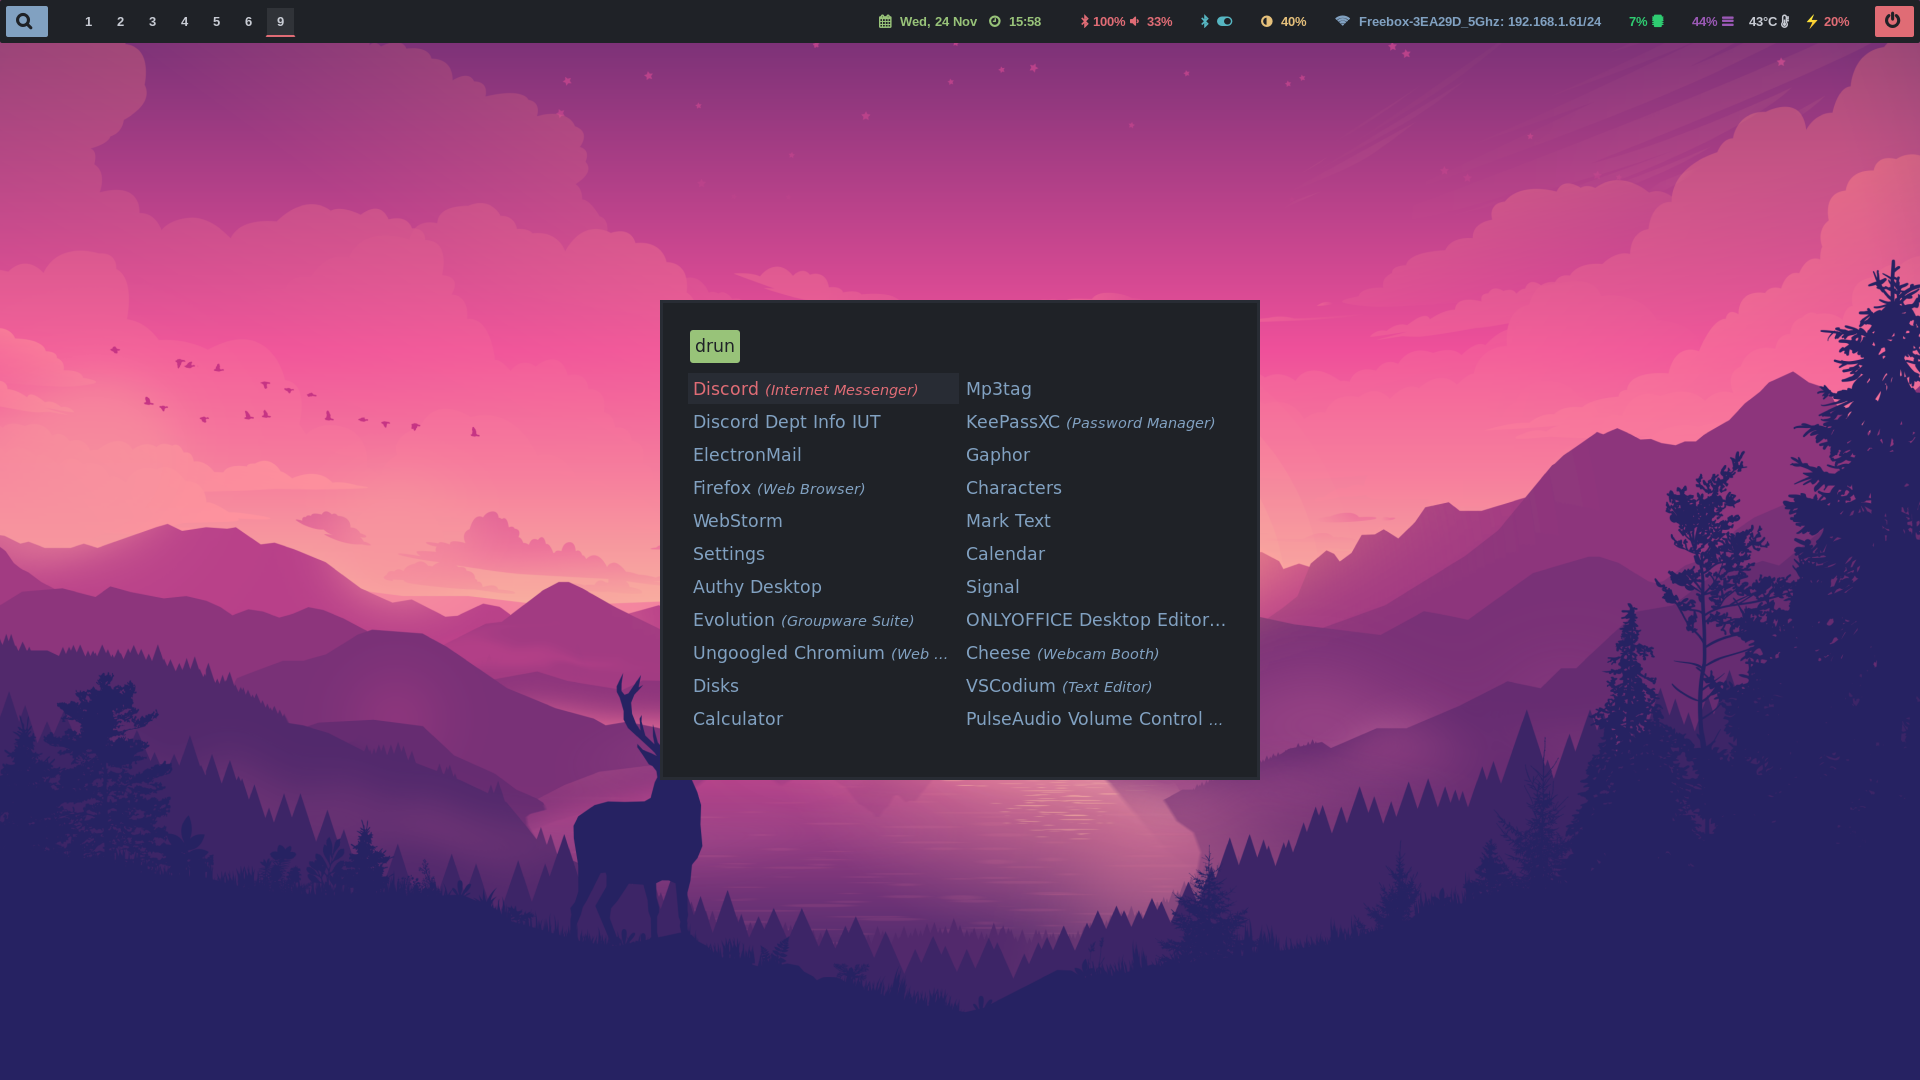 1 2 3 4 5 6 9 Wed, 24 Nov 15:58 100% 33% 40% Freebox-3EA29D_5Ghz: 192.168.1.61/24 7% 44% 43°C 20%
drun
Discord (Internet Messenger)
Discord Dept Info IUT
ElectronMail
Firefox (Web Browser)
WebStorm
Settings
Authy Desktop
Evolution (Groupware Suite)
Ungoogled Chromium (Web ...
Disks
Calculator
Mp3tag
KeePassXC (Password Manager)
Gaphor
Characters
Mark Text
Calendar
Signal
ONLYOFFICE Desktop Editor...
Cheese (Webcam Booth)
VSCodium (Text Editor)
PulseAudio Volume Control ...